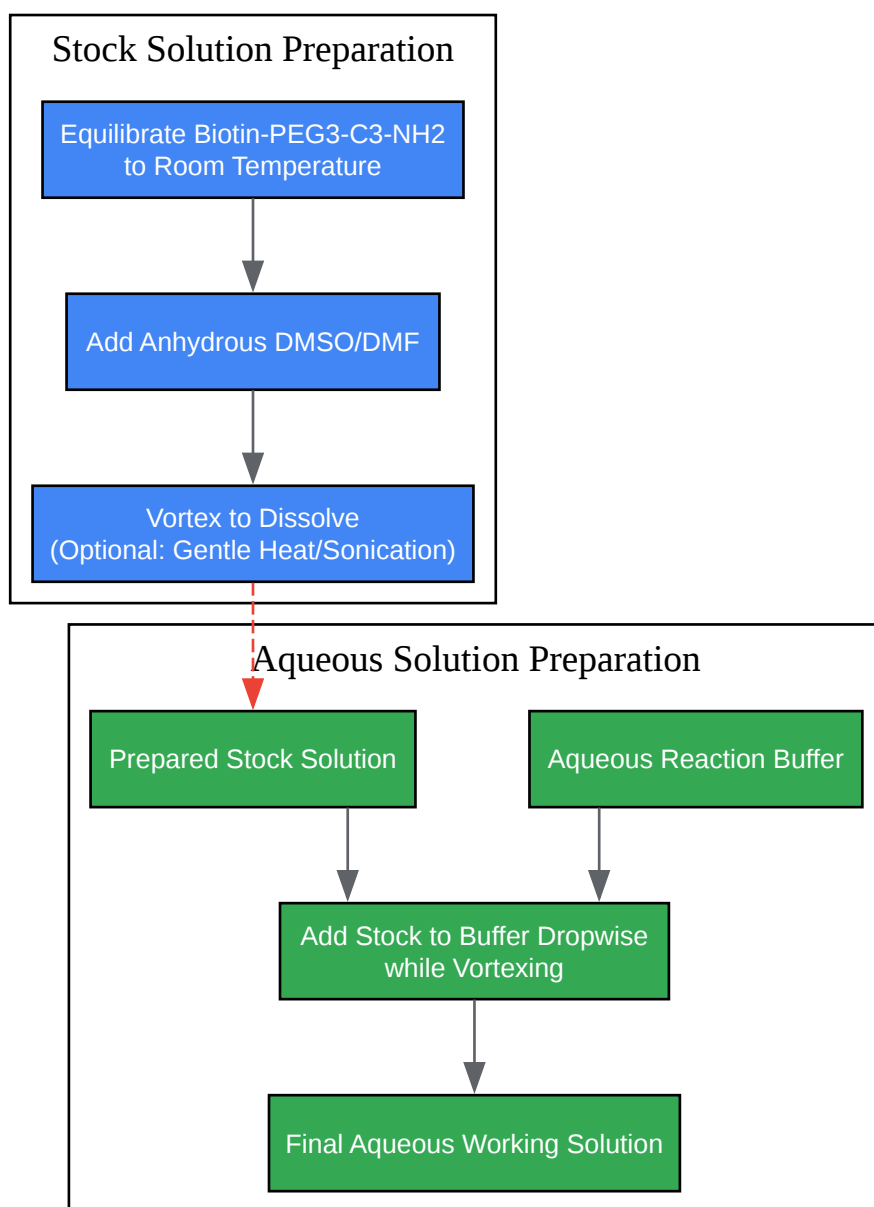 Stock Solution Preparation
Equilibrate Biotin-PEG3-C3-NH2
to Room Temperature
Add Anhydrous DMSO/DMF
Vortex to Dissolve
(Optional: Gentle Heat/Sonication)
Aqueous Solution Preparation
Prepared Stock Solution
Aqueous Reaction Buffer
Add Stock to Buffer Dropwise
while Vortexing
Final Aqueous Working Solution